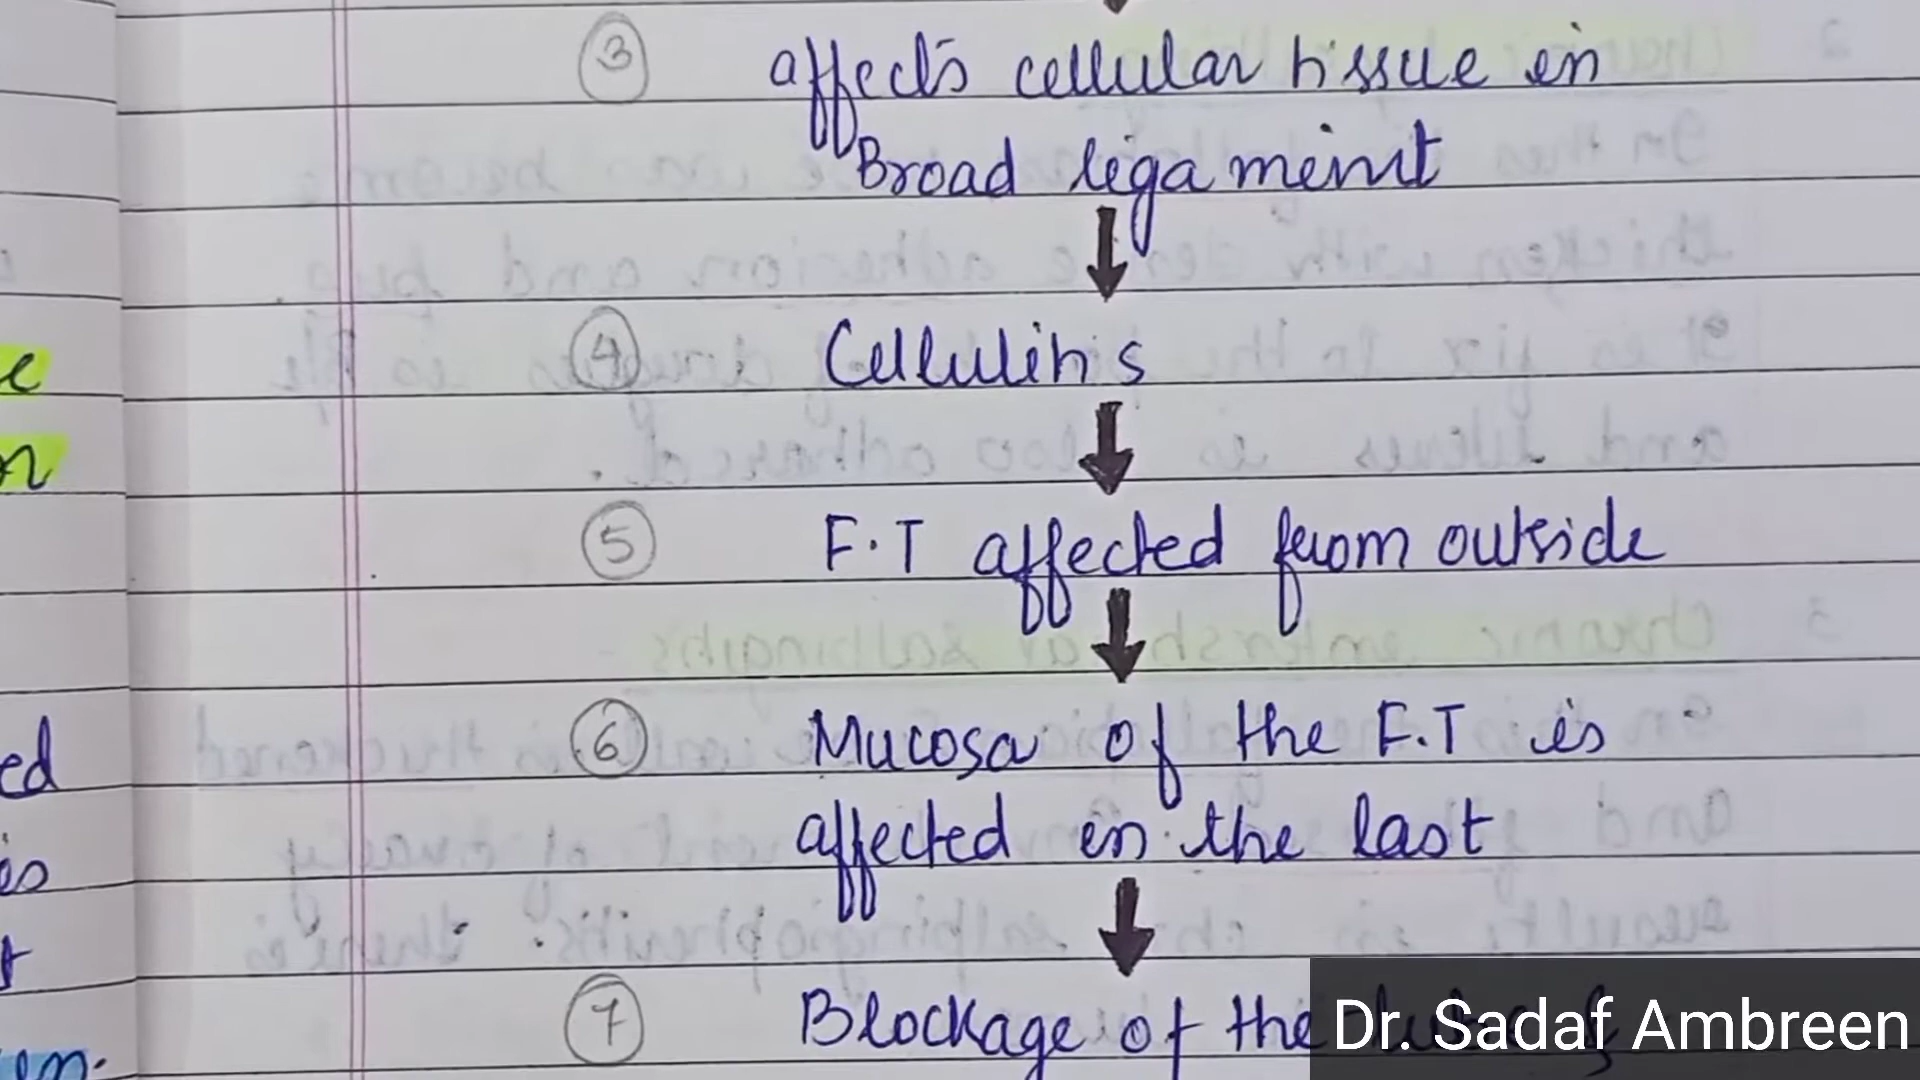 ③ affects cellular tissue in
Broad ligament
④ Cellulitis
⑤ F.T affected from outside
⑥ Mucosa of the F.T is
affected in the last
⑦ Blockage of the
Dr. Sadaf Ambreen